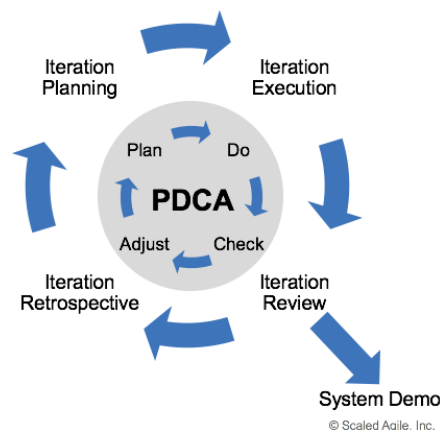 Iteration
Planning
Iteration
Execution
Plan
Do
PDCA
Adjust
Check
Iteration
Retrospective
Iteration
Review
System Demo
© Scaled Agile, Inc.